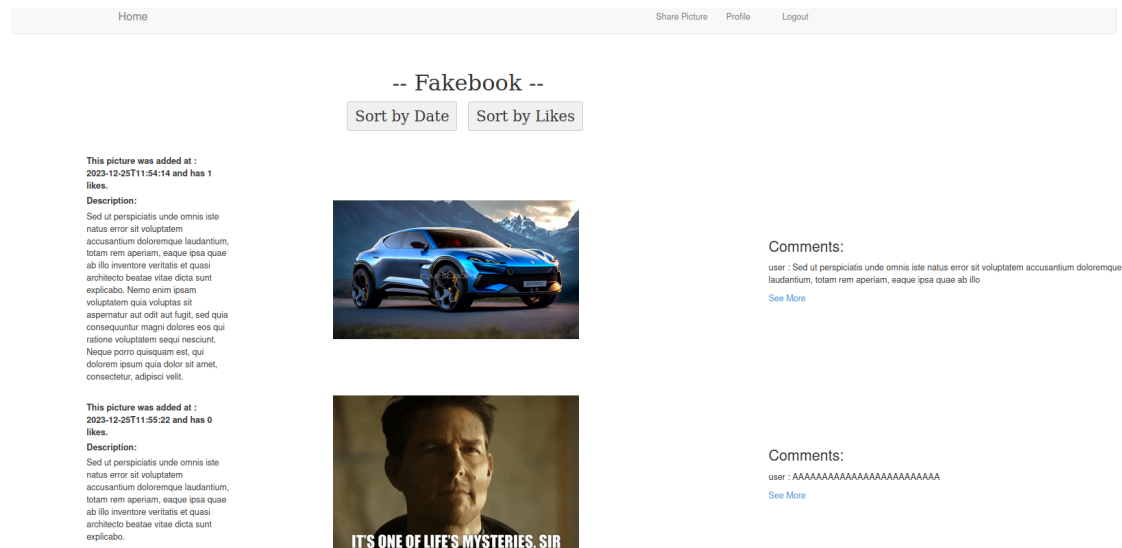 Home
Share Picture
Profile
Logout
-- Fakebook --
Sort by Date
Sort by Likes
This picture was added at :
2023-12-25T11:54:14 and has 1
likes.
Description:
Sed ut perspiciatis unde omnis iste
natus error sit voluptatem
accusantium doloremque laudantium,
totam rem aperiam, eaque ipsa quae
ab illo inventore veritatis et quasi
architecto beatae vitae dicta sunt
explicabo. Nemo enim ipsam
voluptatem quia voluptas sit
aspernatur aut odit aut fugit, sed quia
consequuntur magni dolores eos qui
ratione voluptatem sequi nesciunt.
Neque porro quisquam est, qui
dolorem ipsum quia dolor sit amet,
consectetur, adipisci velit.
Comments:
user : Sed ut perspiciatis unde omnis iste natus error sit voluptatem accusantium doloremque
laudantium, totam rem aperiam, eaque ipsa quae ab illo
See More
This picture was added at :
2023-12-25T11:55:22 and has 0
likes.
Description:
Sed ut perspiciatis unde omnis iste
natus error sit voluptatem
accusantium doloremque laudantium,
totam rem aperiam, eaque ipsa quae
ab illo inventore veritatis et quasi
architecto beatae vitae dicta sunt
explicabo.
IT'S ONE OF LIFE'S MYSTERIES, SIR
Comments:
user : AAAAAAAAAAAAAAAAAAAAAAAAA
See More